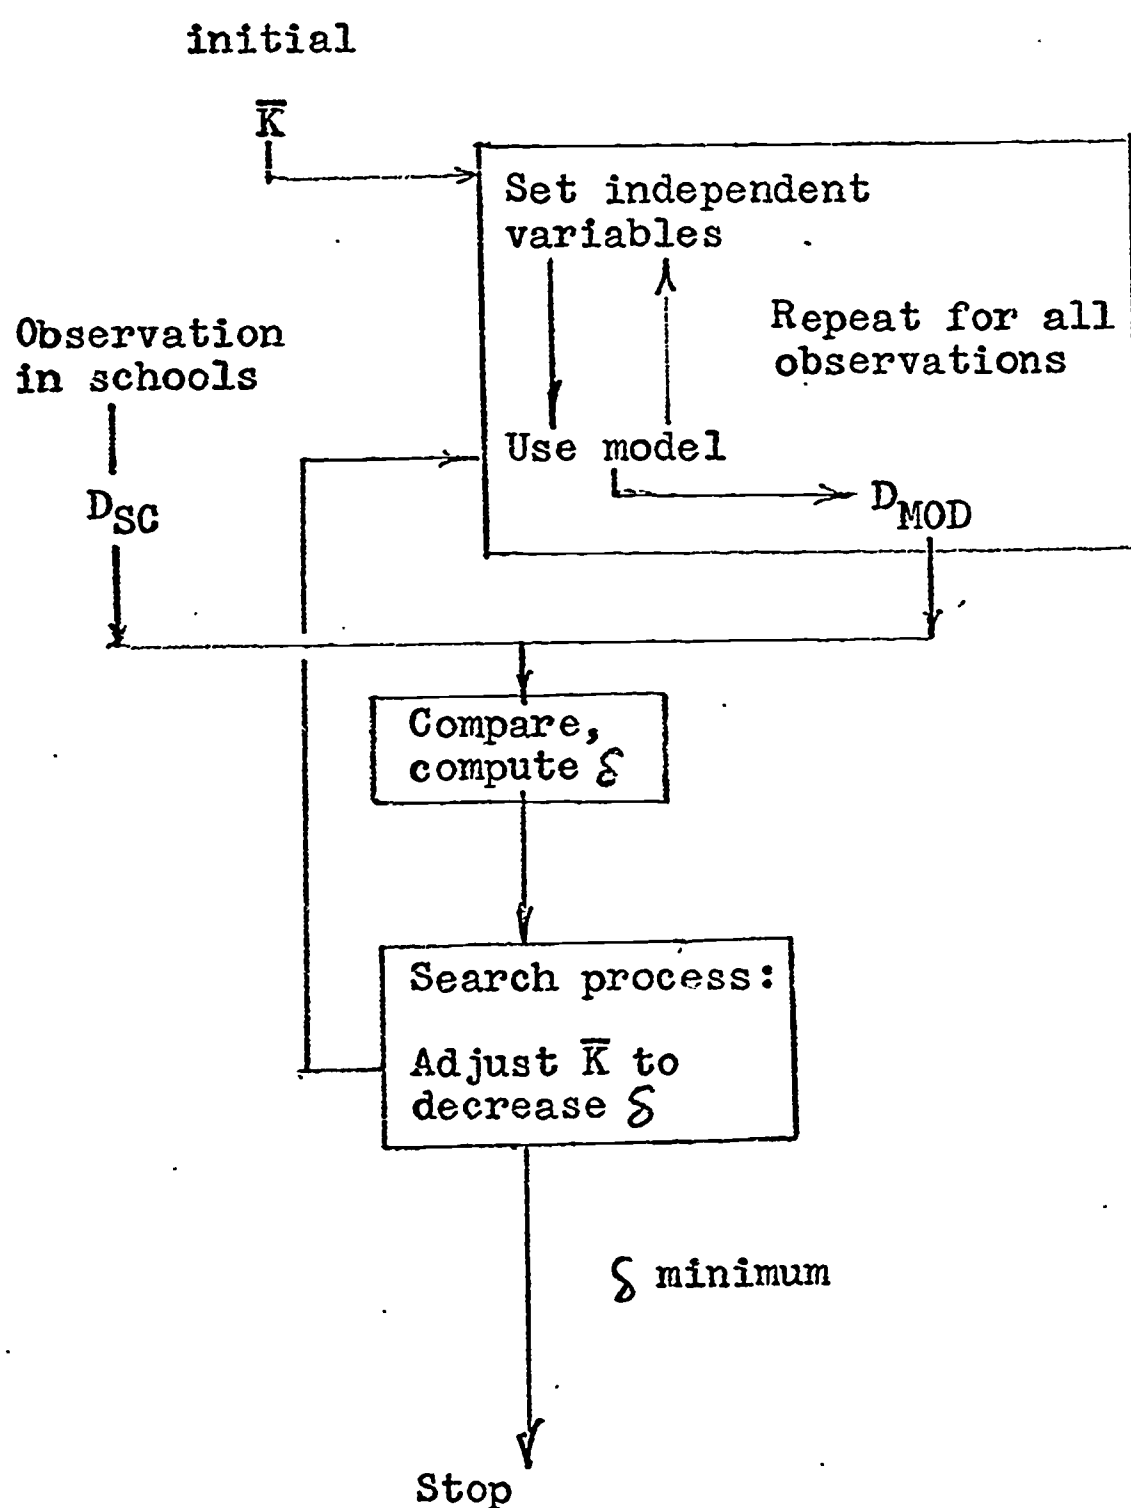 initial
K̅
Set independent
variables
Repeat for all
observations
Observation
in schools
Use model
D_SC
D_MOD
Compare,
compute δ
Search process:
Adjust K̅ to
decrease δ
δ minimum
Stop